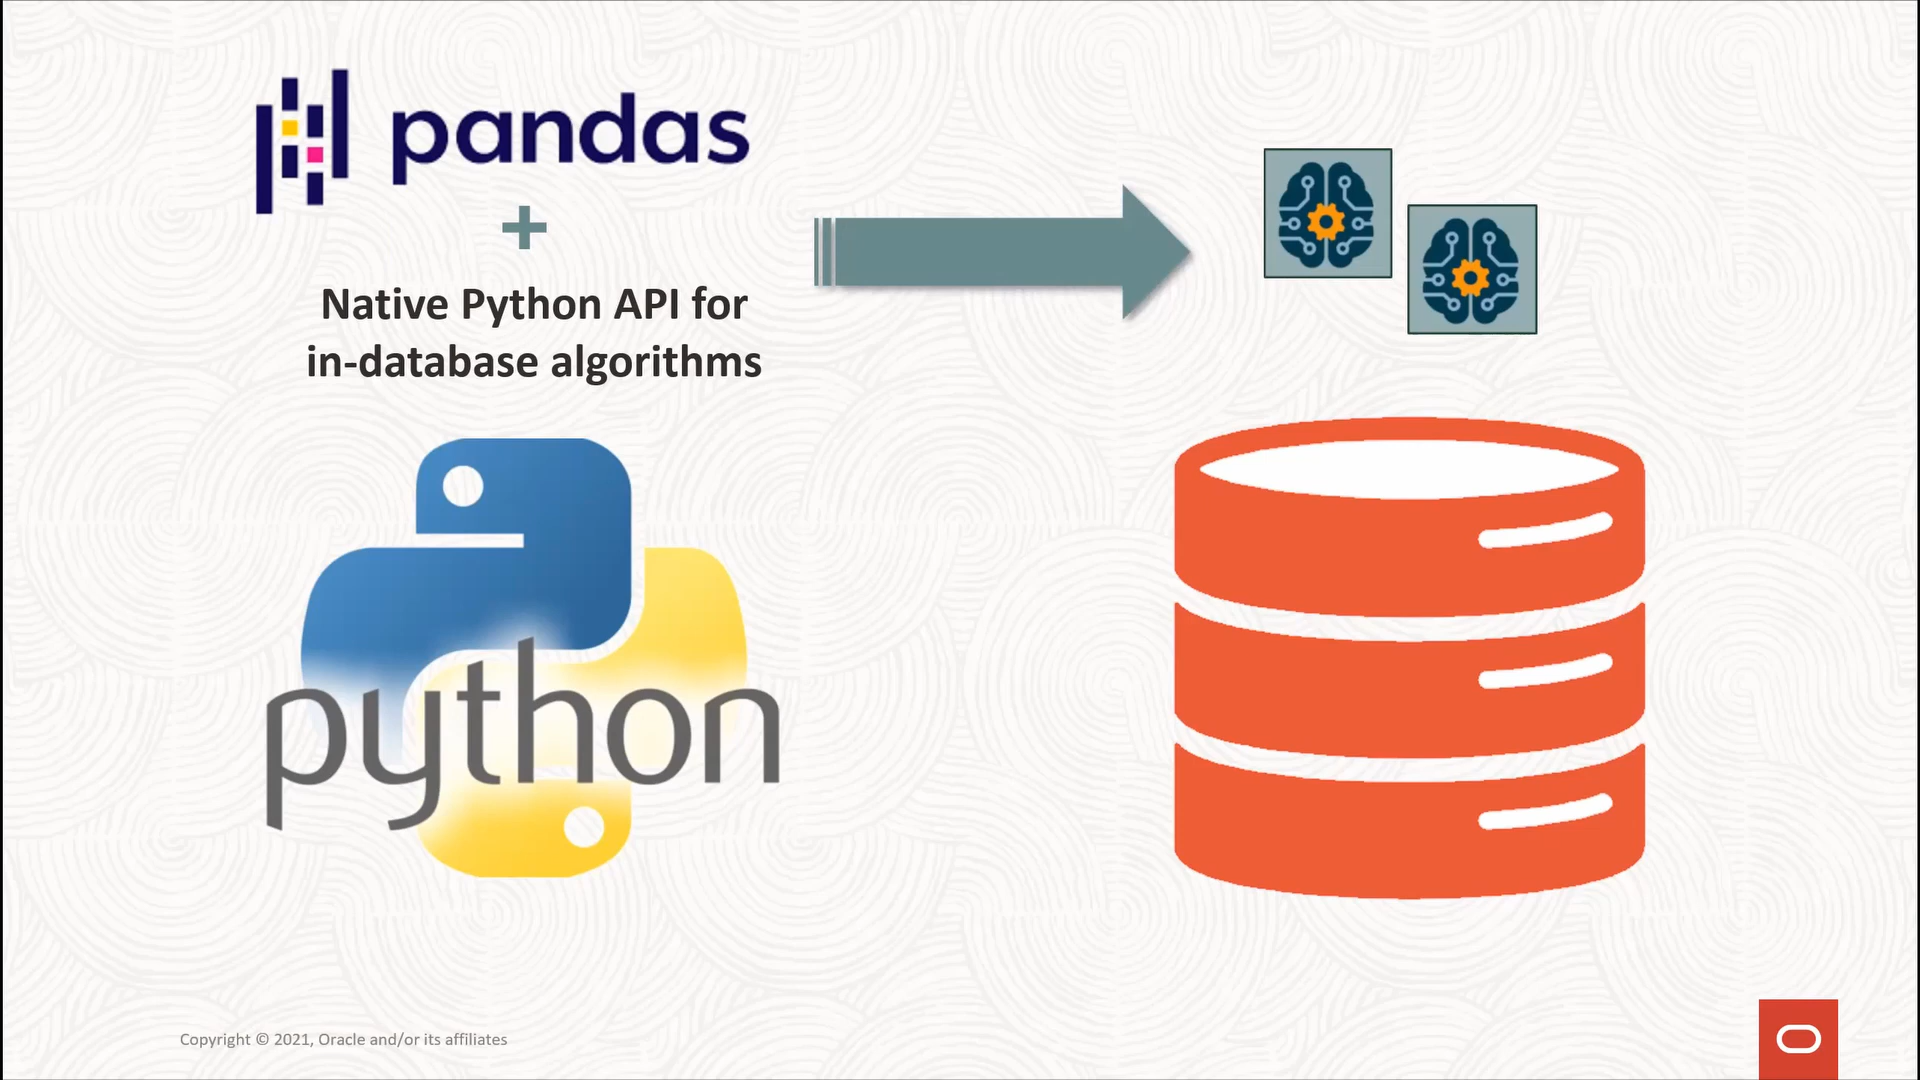 pandas
+
Native Python API for
in-database algorithms
python
Copyright © 2021, Oracle and/or its affiliates